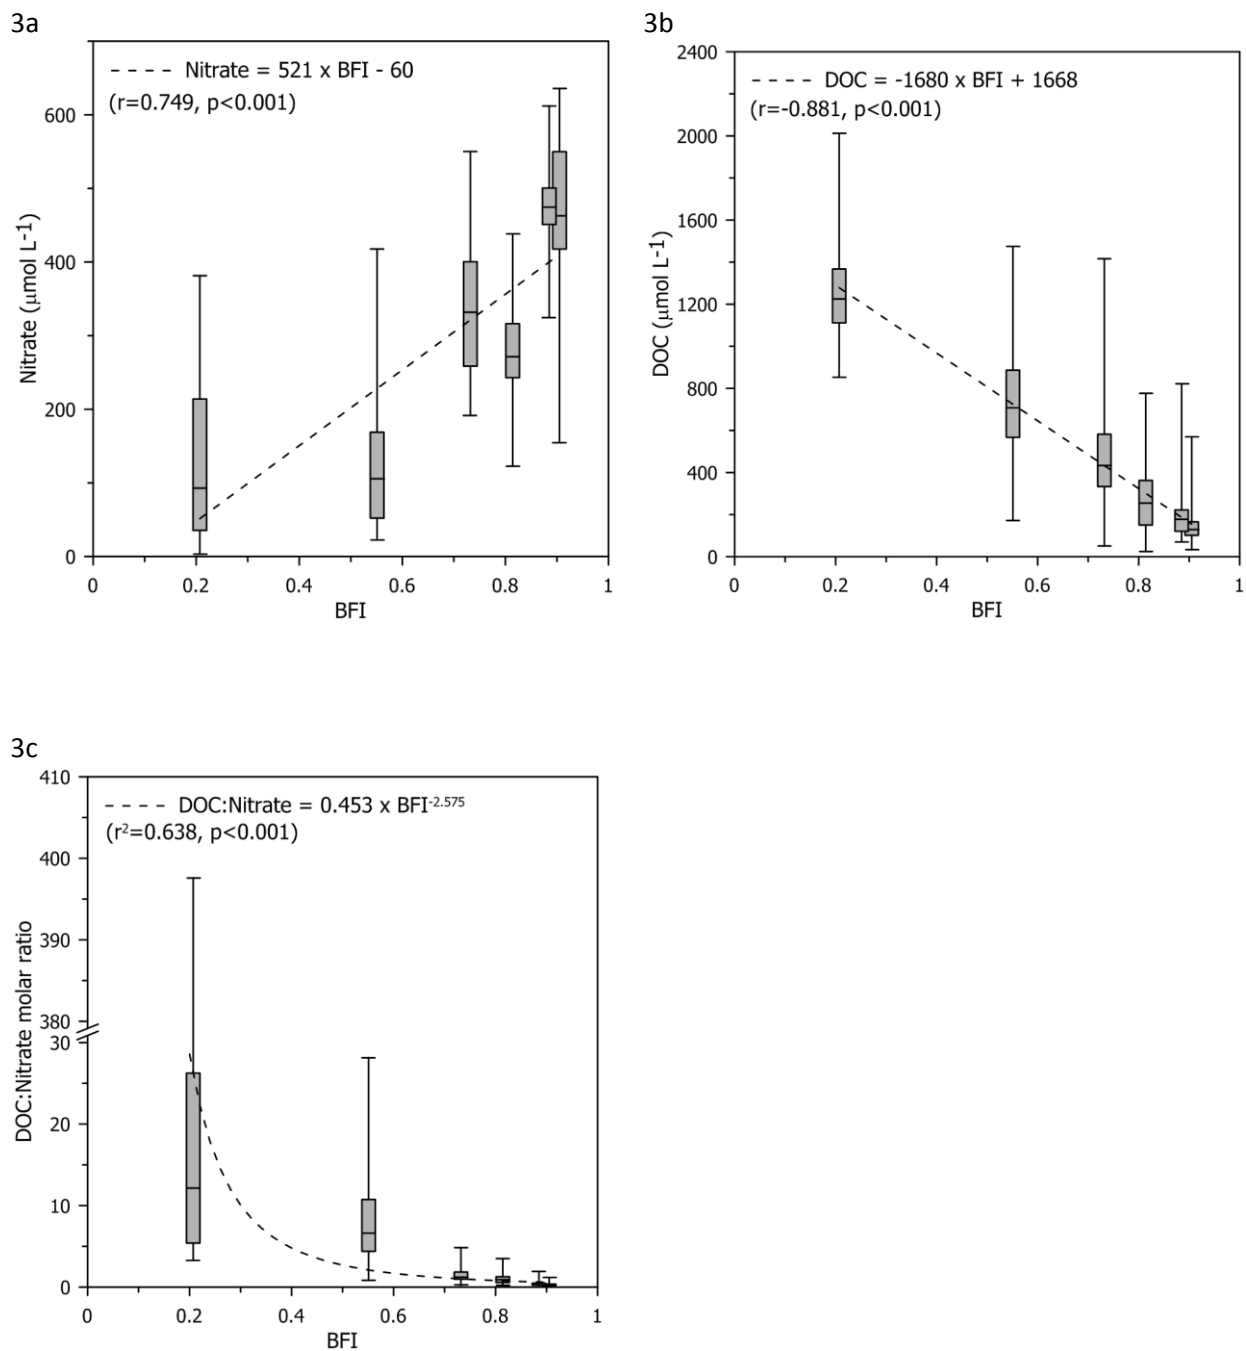 3a
Nitrate = 521 x BFI - 60
(r=0.749, p<0.001)
600
400
200
0
Nitrate (μmol L-1)
0 0.2 0.4 0.6 0.8 1
BFI
3b
2400
DOC = -1680 x BFI + 1668
(r=-0.881, p<0.001)
2000
1600
1200
800
400
0
DOC (μmol L-1)
0 0.2 0.4 0.6 0.8 1
BFI
3c
410
DOC:Nitrate = 0.453 x BFI-2.575
(r2=0.638, p<0.001)
400
390
380
30
20
10
0
DOC:Nitrate molar ratio
0 0.2 0.4 0.6 0.8 1
BFI